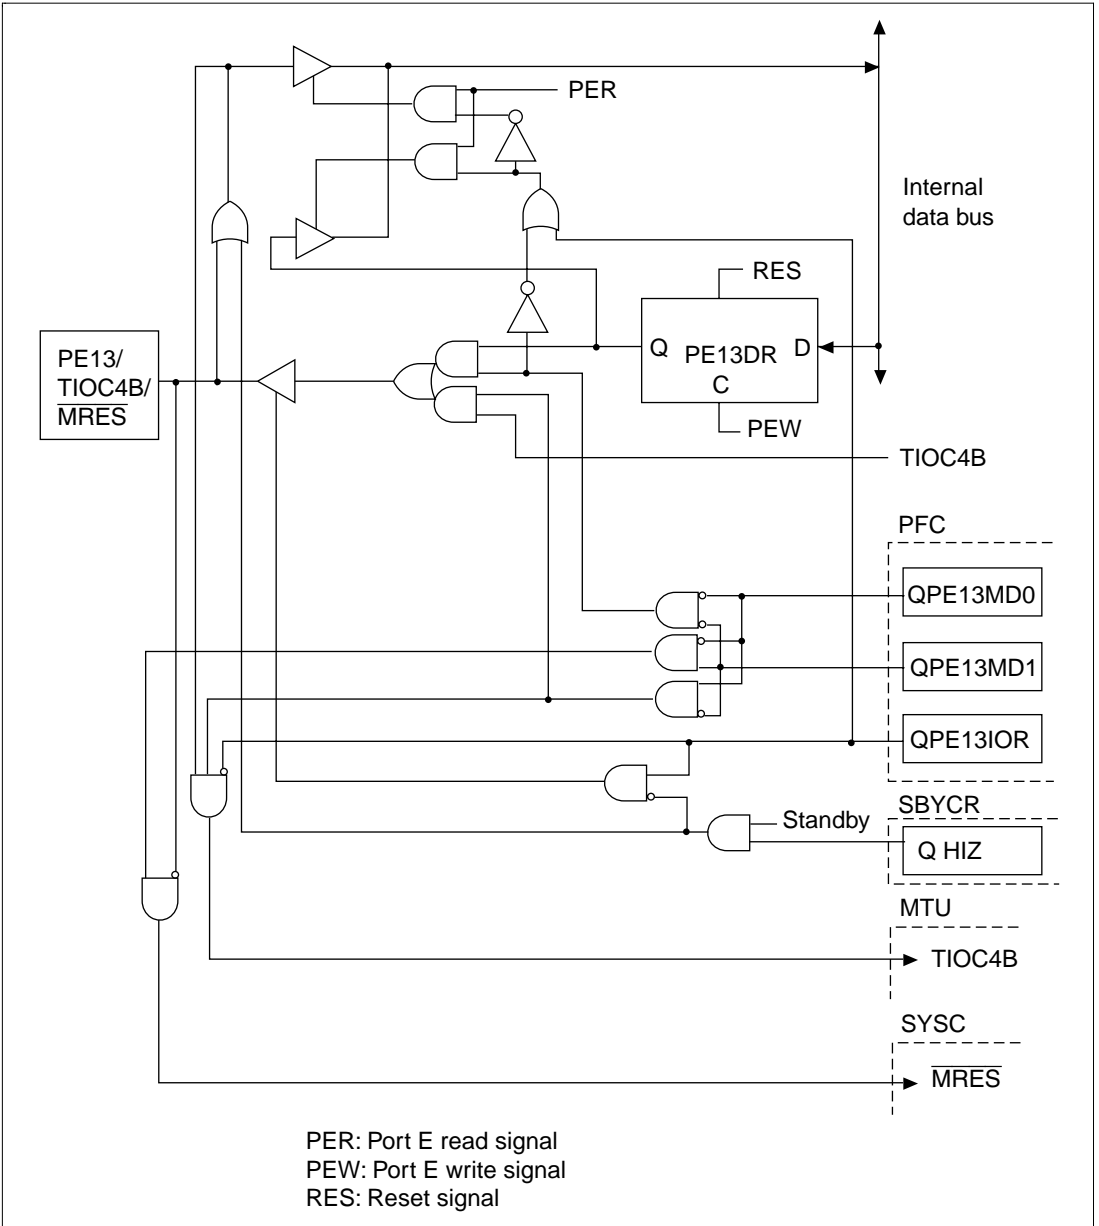 PER
Internal
data bus
RES
Q PE13DR D
C
PEW
PE13/
TIOC4B/
MRES
TIOC4B
PFC
QPE13MD0
QPE13MD1
QPE13IOR
SBYCR
Standby
Q HIZ
MTU
TIOC4B
SYSC
MRES
PER: Port E read signal
PEW: Port E write signal
RES: Reset signal